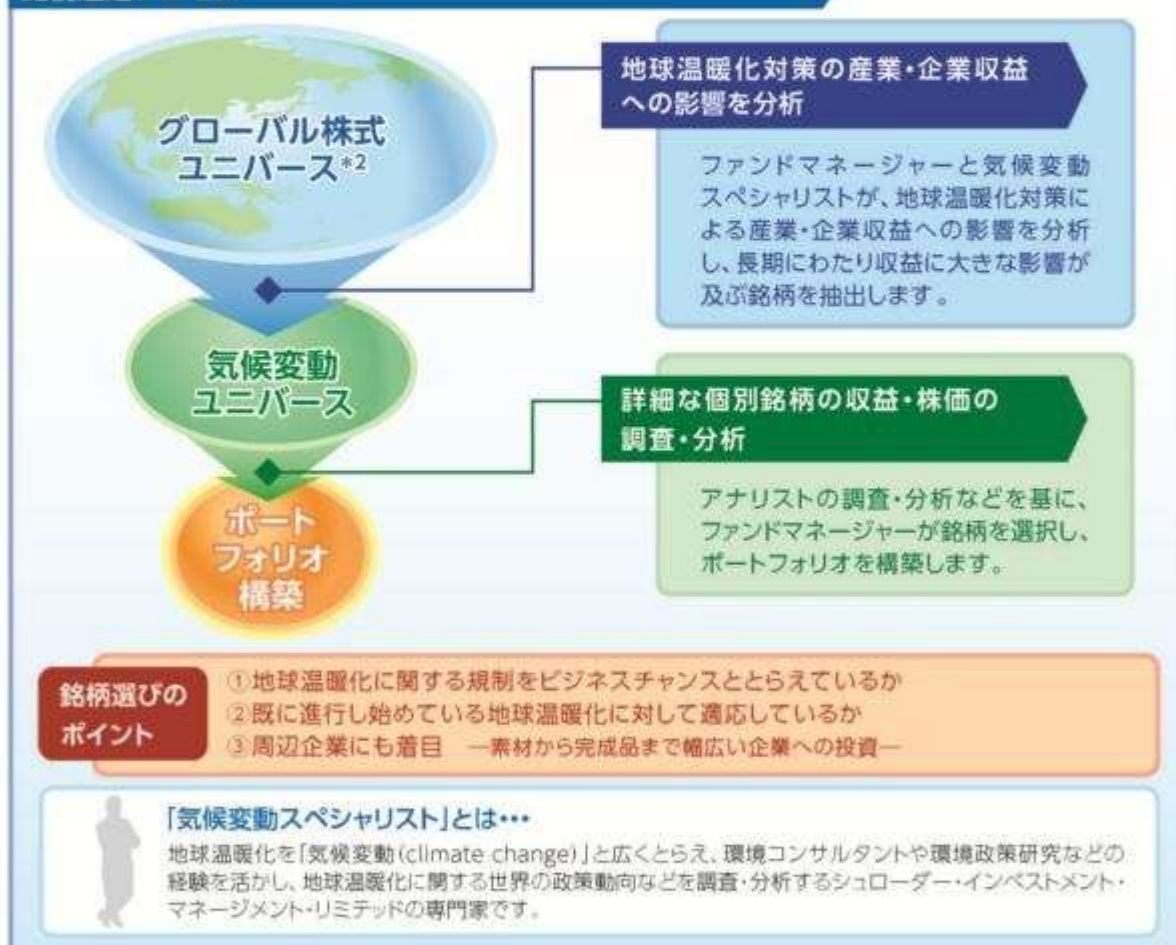 グローバル株式
ユニバース*2
地球温暖化対策の産業・企業収益
への影響を分析
ファンドマネージャーと気候変動
スペシャリストが、地球温暖化対策に
よる産業・企業収益への影響を分析
し、長期にわたり収益に大きな影響が
及ぶ銘柄を抽出します。
気候変動
ユニバース
詳細な個別銘柄の収益・株価の
調査・分析
アナリストの調査・分析などを基に、
ファンドマネージャーが銘柄を選択し、
ポートフォリオを構築します。
ポート
フォリオ
構築
銘柄選びの
ポイント
①地球温暖化に関する規制をビジネスチャンスととらえているか
②既に進行し始めている地球温暖化に対して適応しているか
③周辺企業にも着目 ―素材から完成品まで幅広い企業への投資―
「気候変動スペシャリスト」とは・・・
地球温暖化を「気候変動(climate change)」と広くとらえ、環境コンサルタントや環境政策研究などの
経験を活かし、地球温暖化に関する世界の政策動向などを調査・分析するシュローダー・インベストメント・
マネージメント・リミテッドの専門家です。